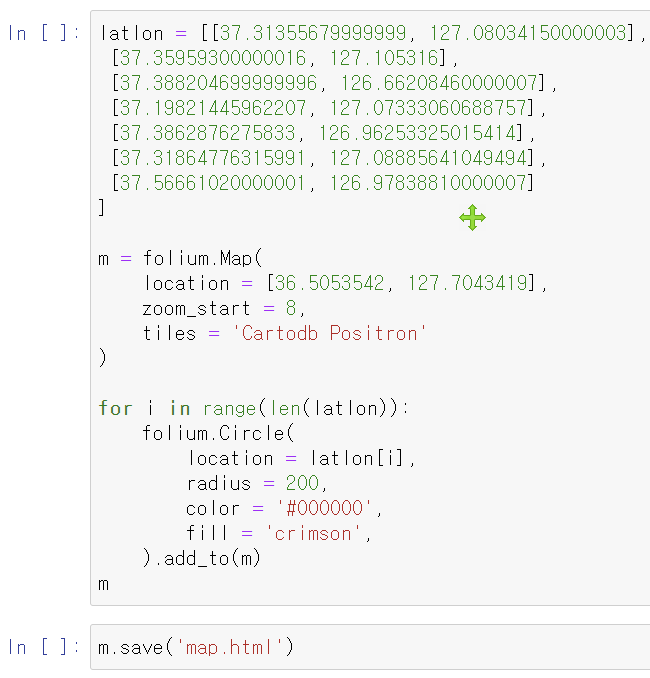 In [ ]: latlon = [[37.31355679999999, 127.08034150000003],
[37.35959300000016, 127.105316],
[37.388204699999996, 126.66208460000007],
[37.19821445962207, 127.07333060688757],
[37.3862876275833, 126.96253325015414],
[37.31864776315991, 127.08885641049494],
[37.56661020000001, 126.97838810000007]
]
m = folium.Map(
location = [36.5053542, 127.7043419],
zoom_start = 8,
tiles = 'Cartodb Positron'
)
for i in range(len(latlon)):
folium.Circle(
location = latlon[i],
radius = 200,
color = '#000000',
fill = 'crimson',
).add_to(m)
m
In [ ]: m.save('map.html')